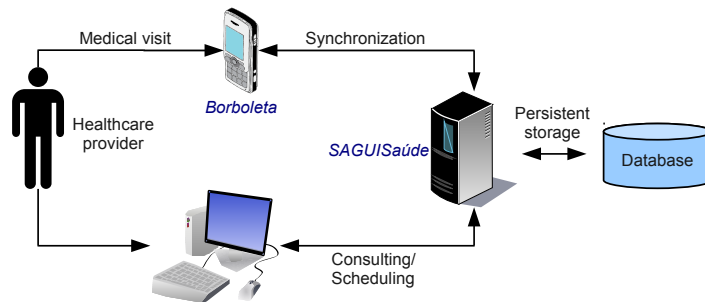 Medical visit
Synchronization
Borboleta
Healthcare
provider
SAGUISaúde
Persistent
storage
Database
Consulting/
Scheduling